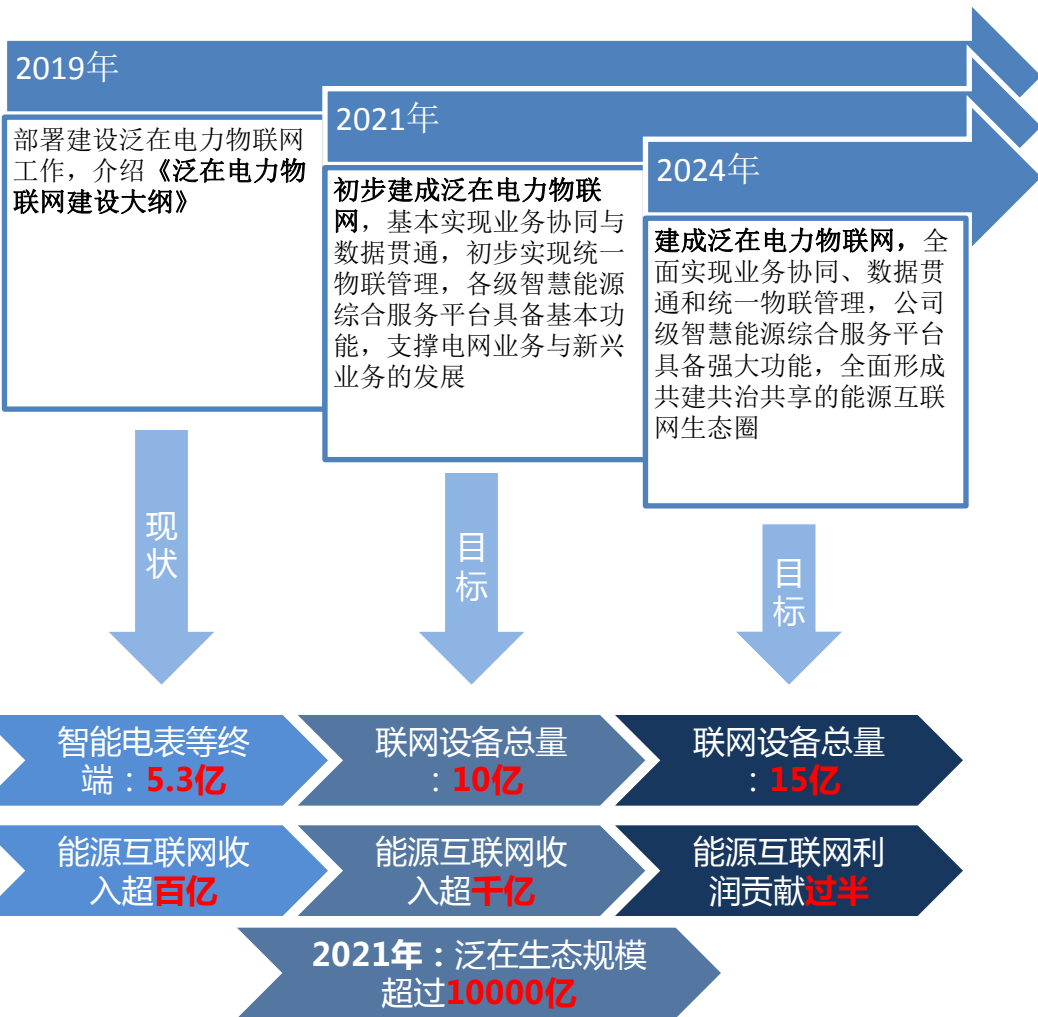 2019年
部署建设泛在电力物联网
工作，介绍《泛在电力物
联网建设大纲》
2021年
初步建成泛在电力物联
网，基本实现业务协同与
数据贯通，初步实现统一
物联管理，各级智慧能源
综合服务平台具备基本功
能，支撑电网业务与新兴
业务的发展
2024年
建成泛在电力物联网，全
面实现业务协同、数据贯
通和统一物联管理，公司
级智慧能源综合服务平台
具备强大功能，全面形成
共建共治共享的能源互联
网生态圈
现
状
目
标
目
标
智能电表等终
端：5.3亿
联网设备总量
：10亿
联网设备总量
：15亿
能源互联网收
入超百亿
能源互联网收
入超千亿
能源互联网利
润贡献过半
2021年：泛在生态规模
超过10000亿